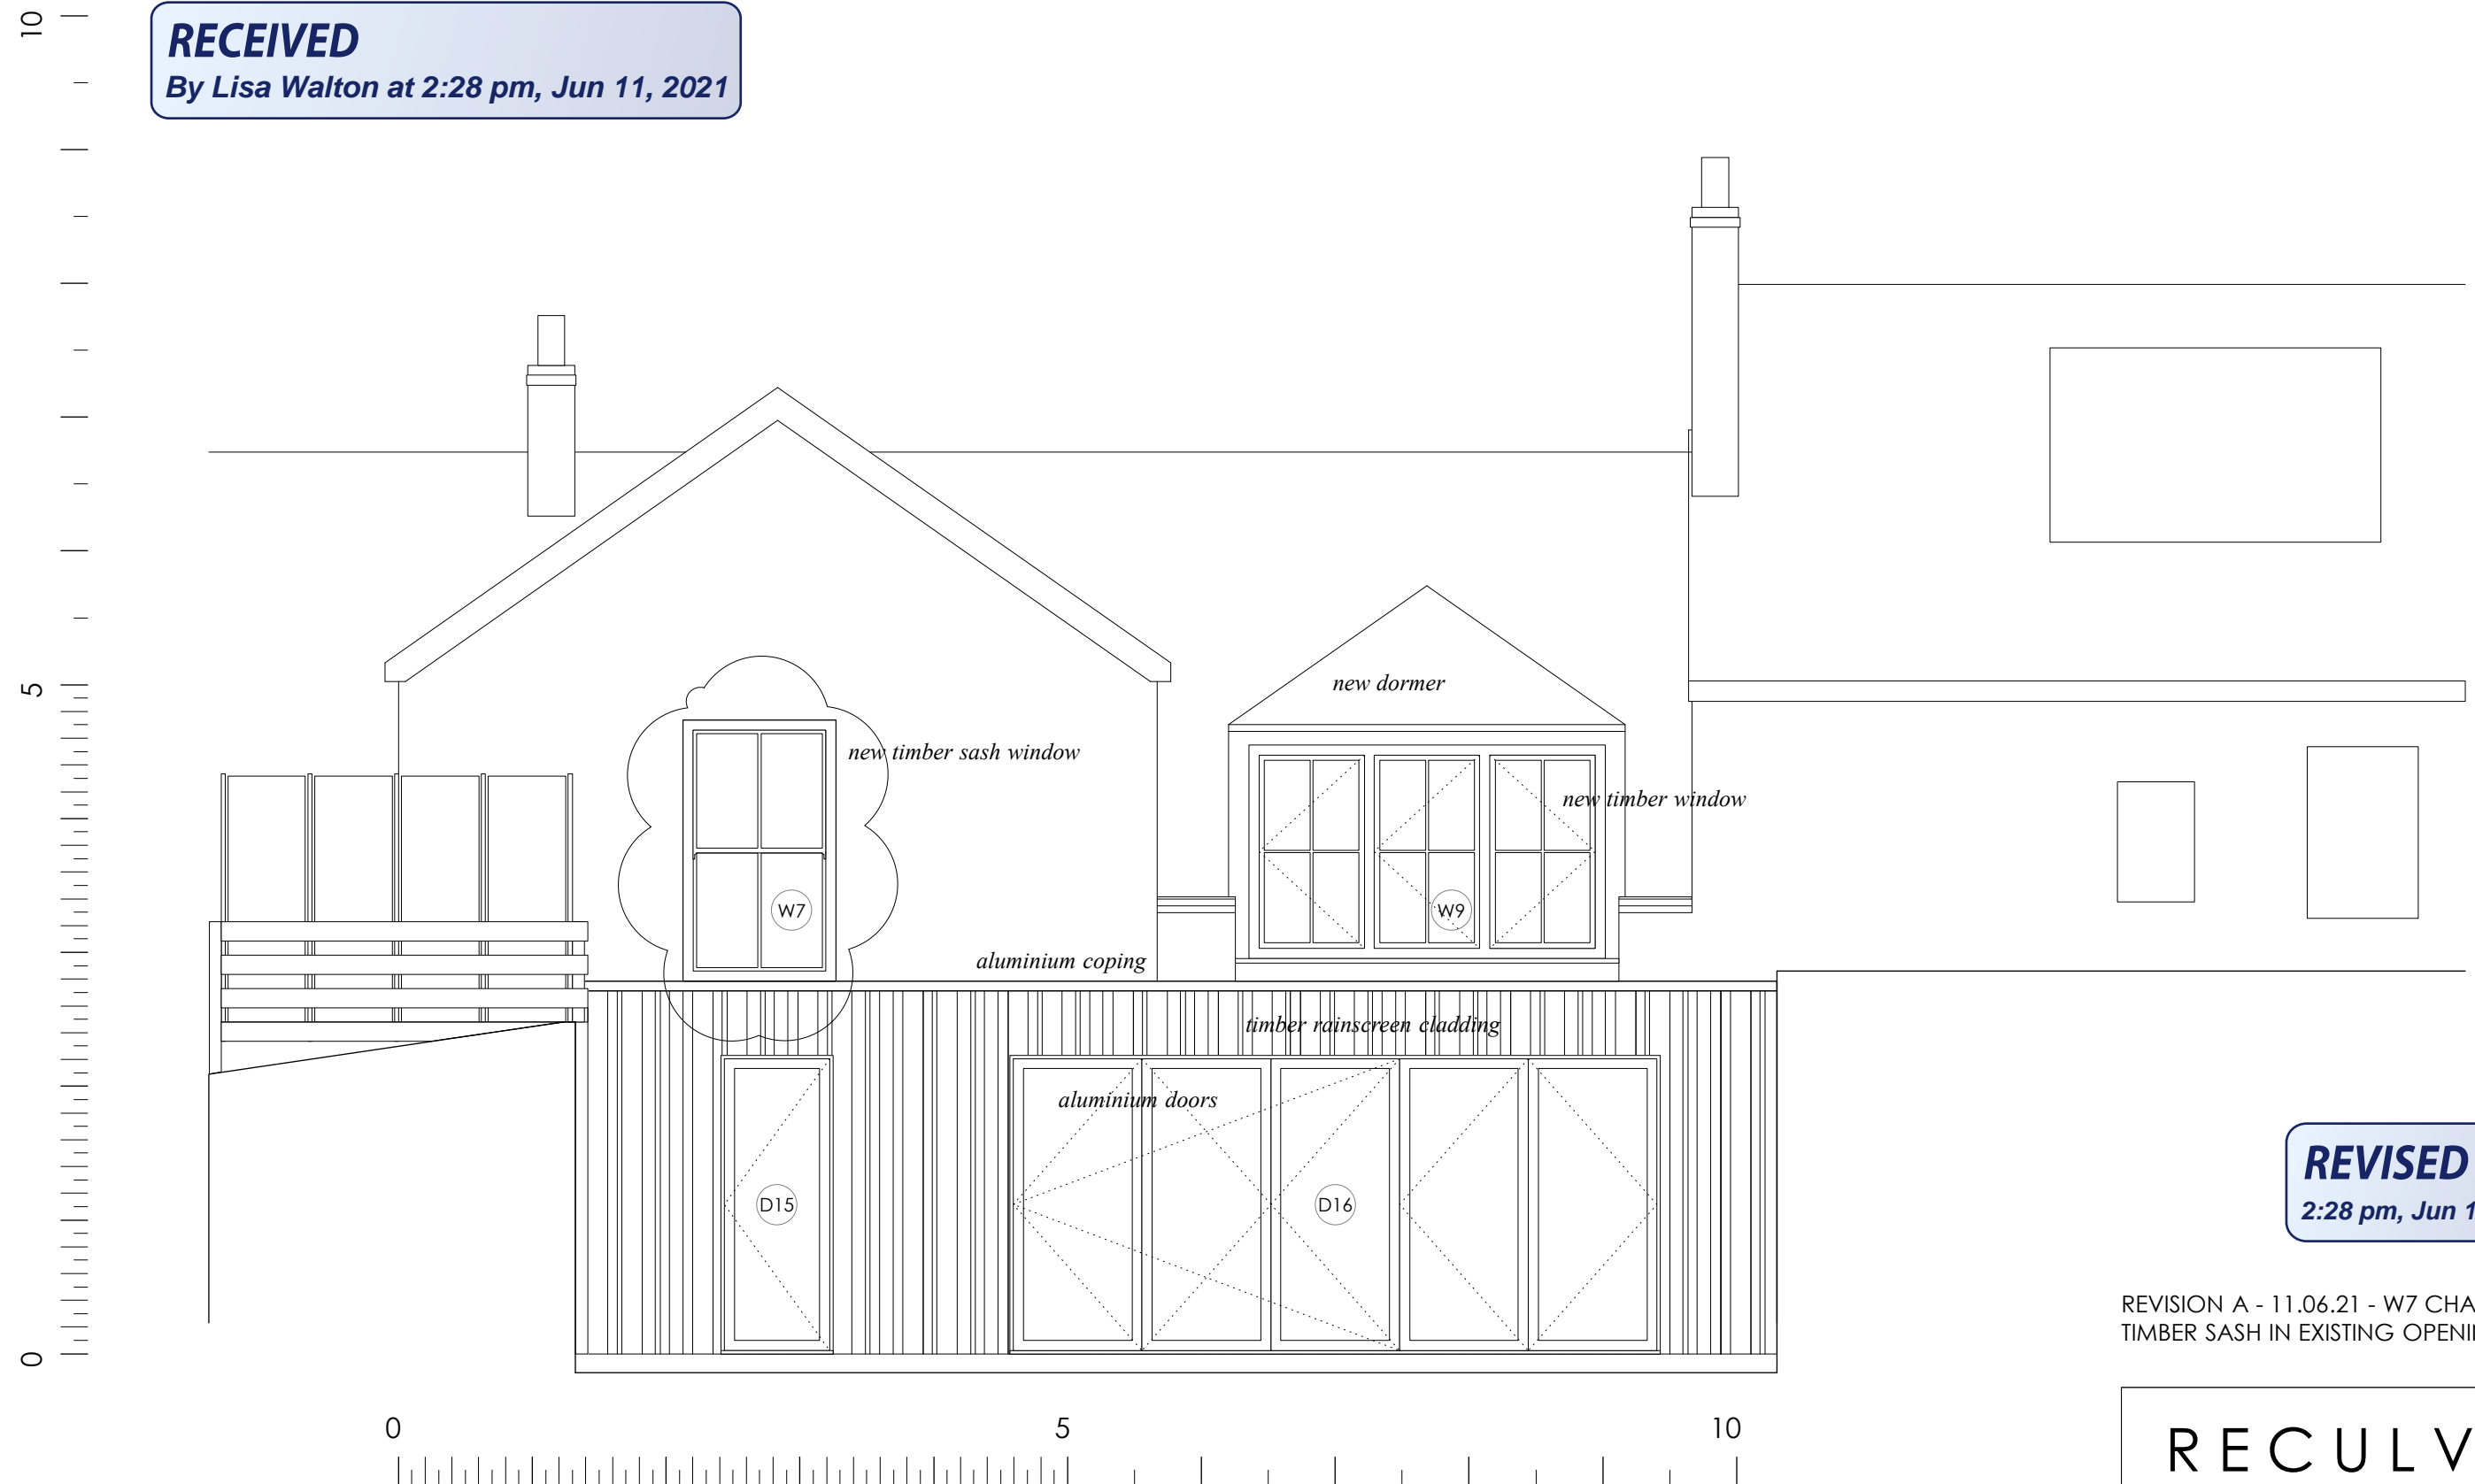 10
RECEIVED
By Lisa Walton at 2:28 pm, Jun 11, 2021
new dormer
5
new timber sash window
new timber window
W7
W9
aluminium coping
timber rainscreen cladding
aluminium doors
REVISED
D15
D16
2:28 pm, Jun 1
REVISION A - 11.06.21 - W7 CHA
TIMBER SASH IN EXISTING OPENI
0
0
5
10
RECULV